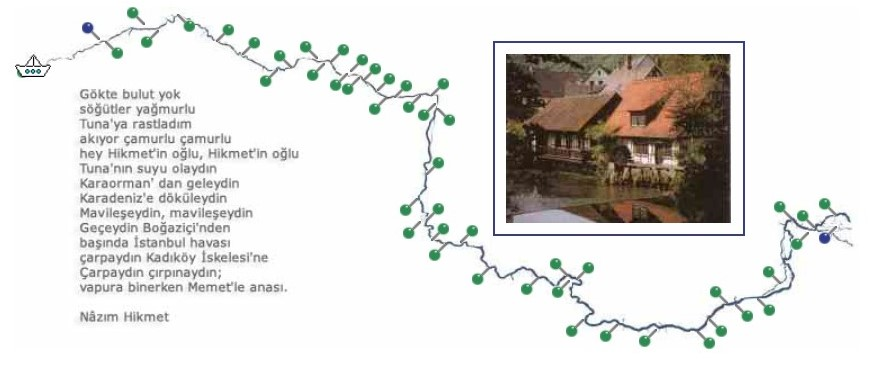 Gökte bulut yok
söğütler yağmurlu
Tuna'ya rastladım
akıyor çamurlu çamurlu
hey Hikmet'in oğlu, Hikmet'in oğlu
Tuna'nın suyu olaydın
Karaorman' dan geleydin
Karadeniz'e döküleydin
Mavileşeydin, mavileşeydin
Geçeydin Boğaziçi'nden
başında İstanbul havası
çarpaydın Kadıköy İskelesi'ne
Çarpaydın çırpınaydın;
vapura binerken Memet'le anası.
Nâzım Hikmet